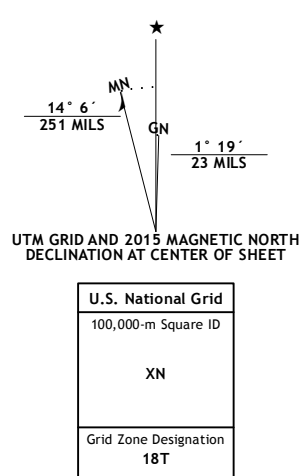 ★
MN
GN
14° 6´
251 MILS
1° 19´
23 MILS
UTM GRID AND 2015 MAGNETIC NORTH
DECLINATION AT CENTER OF SHEET
U.S. National Grid
100,000-m Square ID
XN
Grid Zone Designation
18T